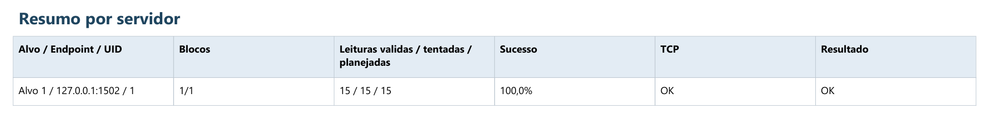 Resumo por servidor
Alvo / Endpoint / UID
Blocos
Leituras validas / tentadas /
planejadas
Sucesso
TCP
Resultado
Alvo 1 / 127.0.0.1:1502 / 1
1/1
15 / 15 / 15
100,0%
OK
OK